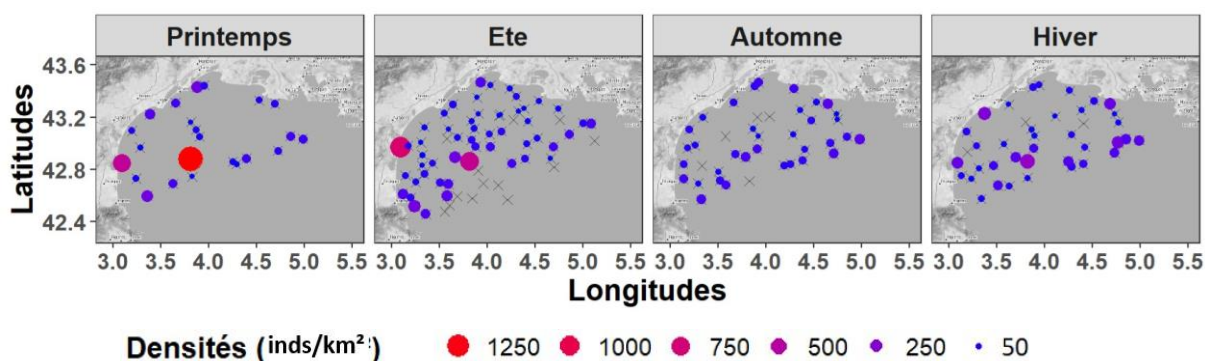 Printemps Ete Automne Hiver
Latitudes
43.6
43.2
42.8
42.4
3.0 3.5 4.0 4.5 5.0 5.5 3.0 3.5 4.0 4.5 5.0 5.5 3.0 3.5 4.0 4.5 5.0 5.5 3.0 3.5 4.0 4.5 5.0 5.5
Longitudes
Densités (inds/km²) 1250 1000 750 500 250 50